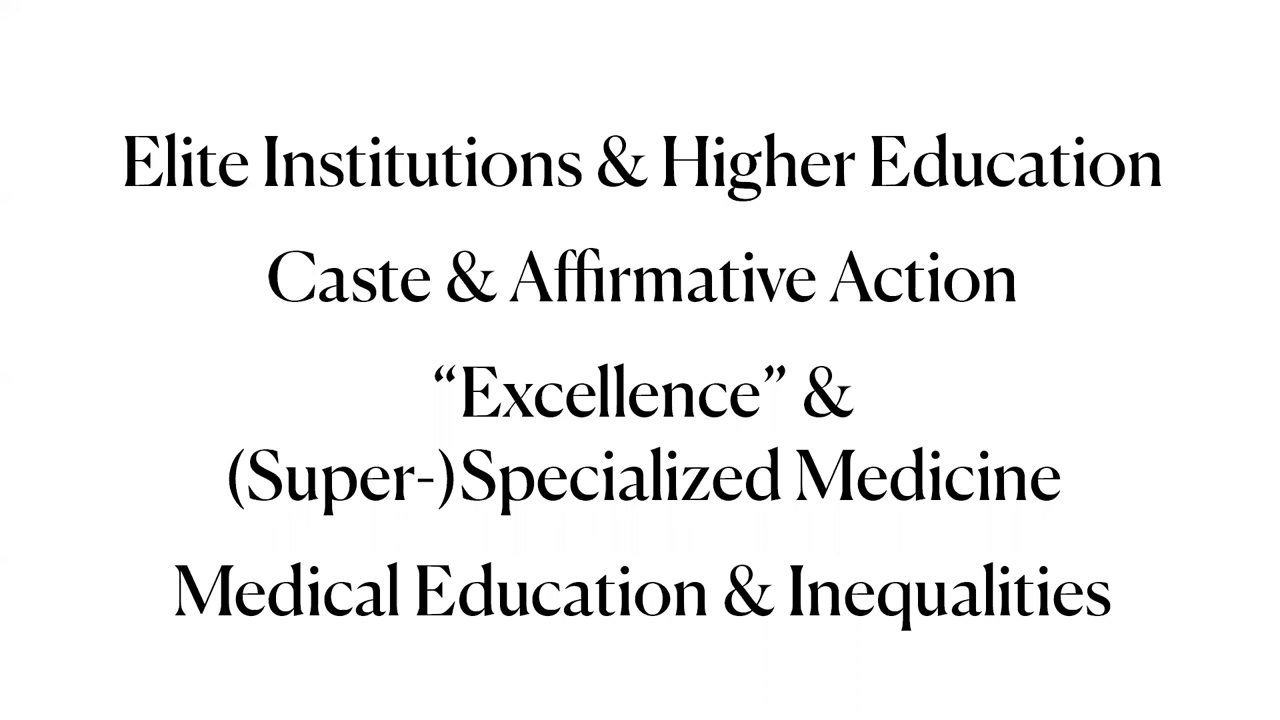 Elite Institutions & Higher Education
Caste & Affirmative Action
“Excellence” &
(Super-)Specialized Medicine
Medical Education & Inequalities